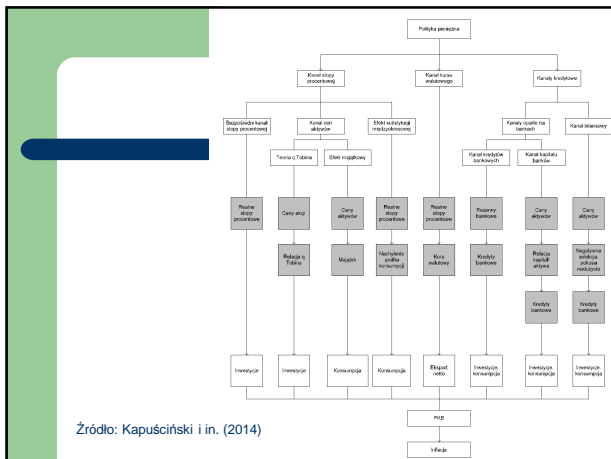 Polityka pieniężna
Kanał stopy
procentowej
Kanał kursu
walutowego
Kanały kredytowe
Bezpośredni kanał
stopy procentowej
Kanał cen
aktywów
Efekt substytucji
międzyokresowej
Kanały oparte na
bankach
Kanał bilansowy
Teoria q Tobina
Efekt majątkowy
Kanał kredytów
bankowych
Kanał kapitału
banków
Realne
stopy
procentowe
Ceny akcji
Ceny
aktywów
Realne
stopy
procentowe
Realne
stopy
procentowe
Rezerwy
bankowe
Ceny
aktywów
Ceny
aktywów
Relacja q
Tobina
Majątek
Nachylenie
profilu
konsumpcji
Kurs
walutowy
Kredyty
bankowe
Relacja
kapitał/
aktywa
Negatywna
selekcja,
pokusa
nadużycia
Kredyty
bankowe
Kredyty
bankowe
Inwestycje
Inwestycje
Konsumpcja
Konsumpcja
Eksport
netto
Inwestycje,
konsumpcja
Inwestycje,
konsumpcja
Inwestycje,
konsumpcja
PKB
Inflacja
Źródło: Kapuściński i in. (2014)